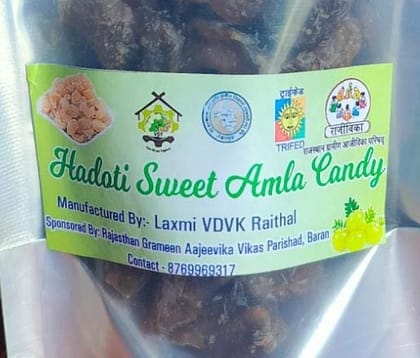 ट्राईफेड
TRIFED
राजीविका
राजस्थान ग्रामीण आजीविका परिषद्
Hadoti Sweet Amla Candy
Manufactured By:- Laxmi VDVK Raithal
Sponsored By: Rajasthan Grameen Aajeevika Vikas Parishad, Baran
Contact - 8769969317